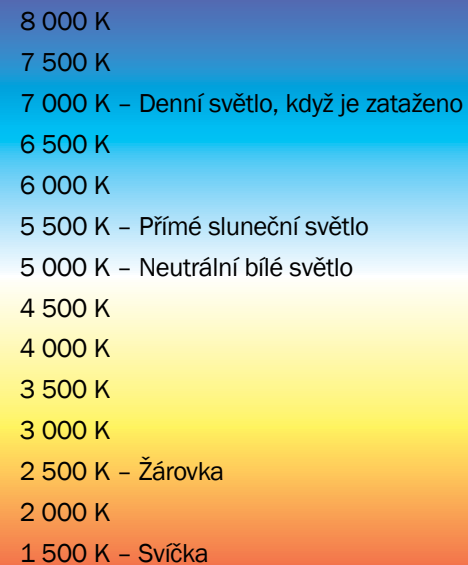 8 000 K
7 500 K
7 000 K – Denní světlo, když je zataženo
6 500 K
6 000 K
5 500 K – Přímé sluneční světlo
5 000 K – Neutrální bílé světlo
4 500 K
4 000 K
3 500 K
3 000 K
2 500 K – Žárovka
2 000 K
1 500 K – Svíčka